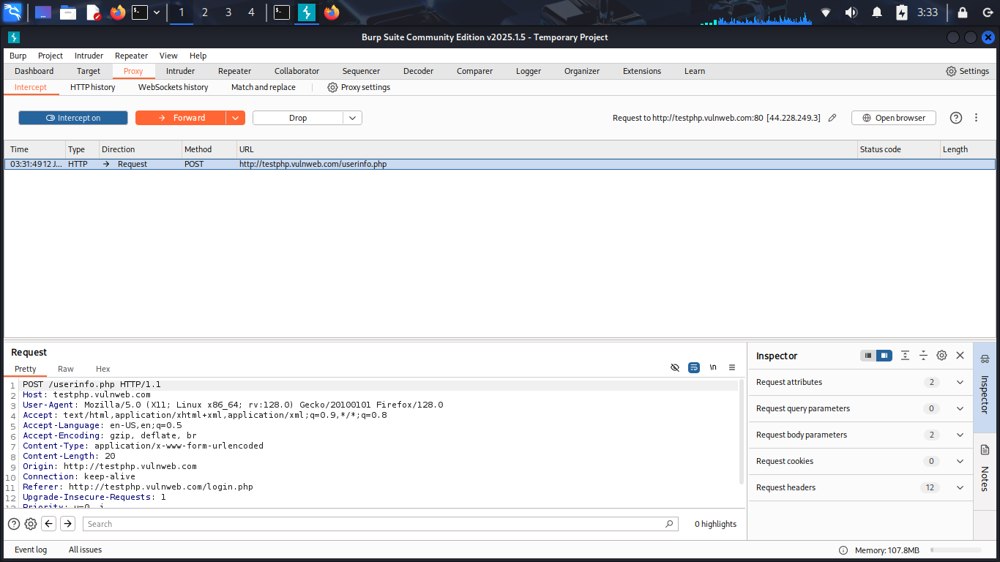 1 2 3 4 3:33
Burp Suite Community Edition v2025.1.5 - Temporary Project
Burp Project Intruder Repeater View Help
Dashboard Target Proxy Intruder Repeater Collaborator Sequencer Decoder Comparer Logger Organizer Extensions Learn Settings
Intercept HTTP history WebSockets history Match and replace Proxy settings
Intercept on Forward Drop Request to http://testphp.vulnweb.com:80 [44.228.249.3] Open browser
Time Type Direction Method URL Status code Length
03:31:49 12 J... HTTP Request POST http://testphp.vulnweb.com/userinfo.php
Request
Pretty Raw Hex \n
1 POST /userinfo.php HTTP/1.1
2 Host: testphp.vulnweb.com
3 User-Agent: Mozilla/5.0 (X11; Linux x86_64; rv:128.0) Gecko/20100101 Firefox/128.0
4 Accept: text/html,application/xhtml+xml,application/xml;q=0.9,*/*;q=0.8
5 Accept-Language: en-US,en;q=0.5
6 Accept-Encoding: gzip, deflate, br
7 Content-Type: application/x-www-form-urlencoded
8 Content-Length: 20
9 Origin: http://testphp.vulnweb.com
10 Connection: keep-alive
11 Referer: http://testphp.vulnweb.com/login.php
12 Upgrade-Insecure-Requests: 1
13 Priority: u=0, i
Search 0 highlights
Inspector
Request attributes 2
Request query parameters 0
Request body parameters 2
Request cookies 0
Request headers 12
Inspector
Notes
Event log All issues Memory: 107.8MB